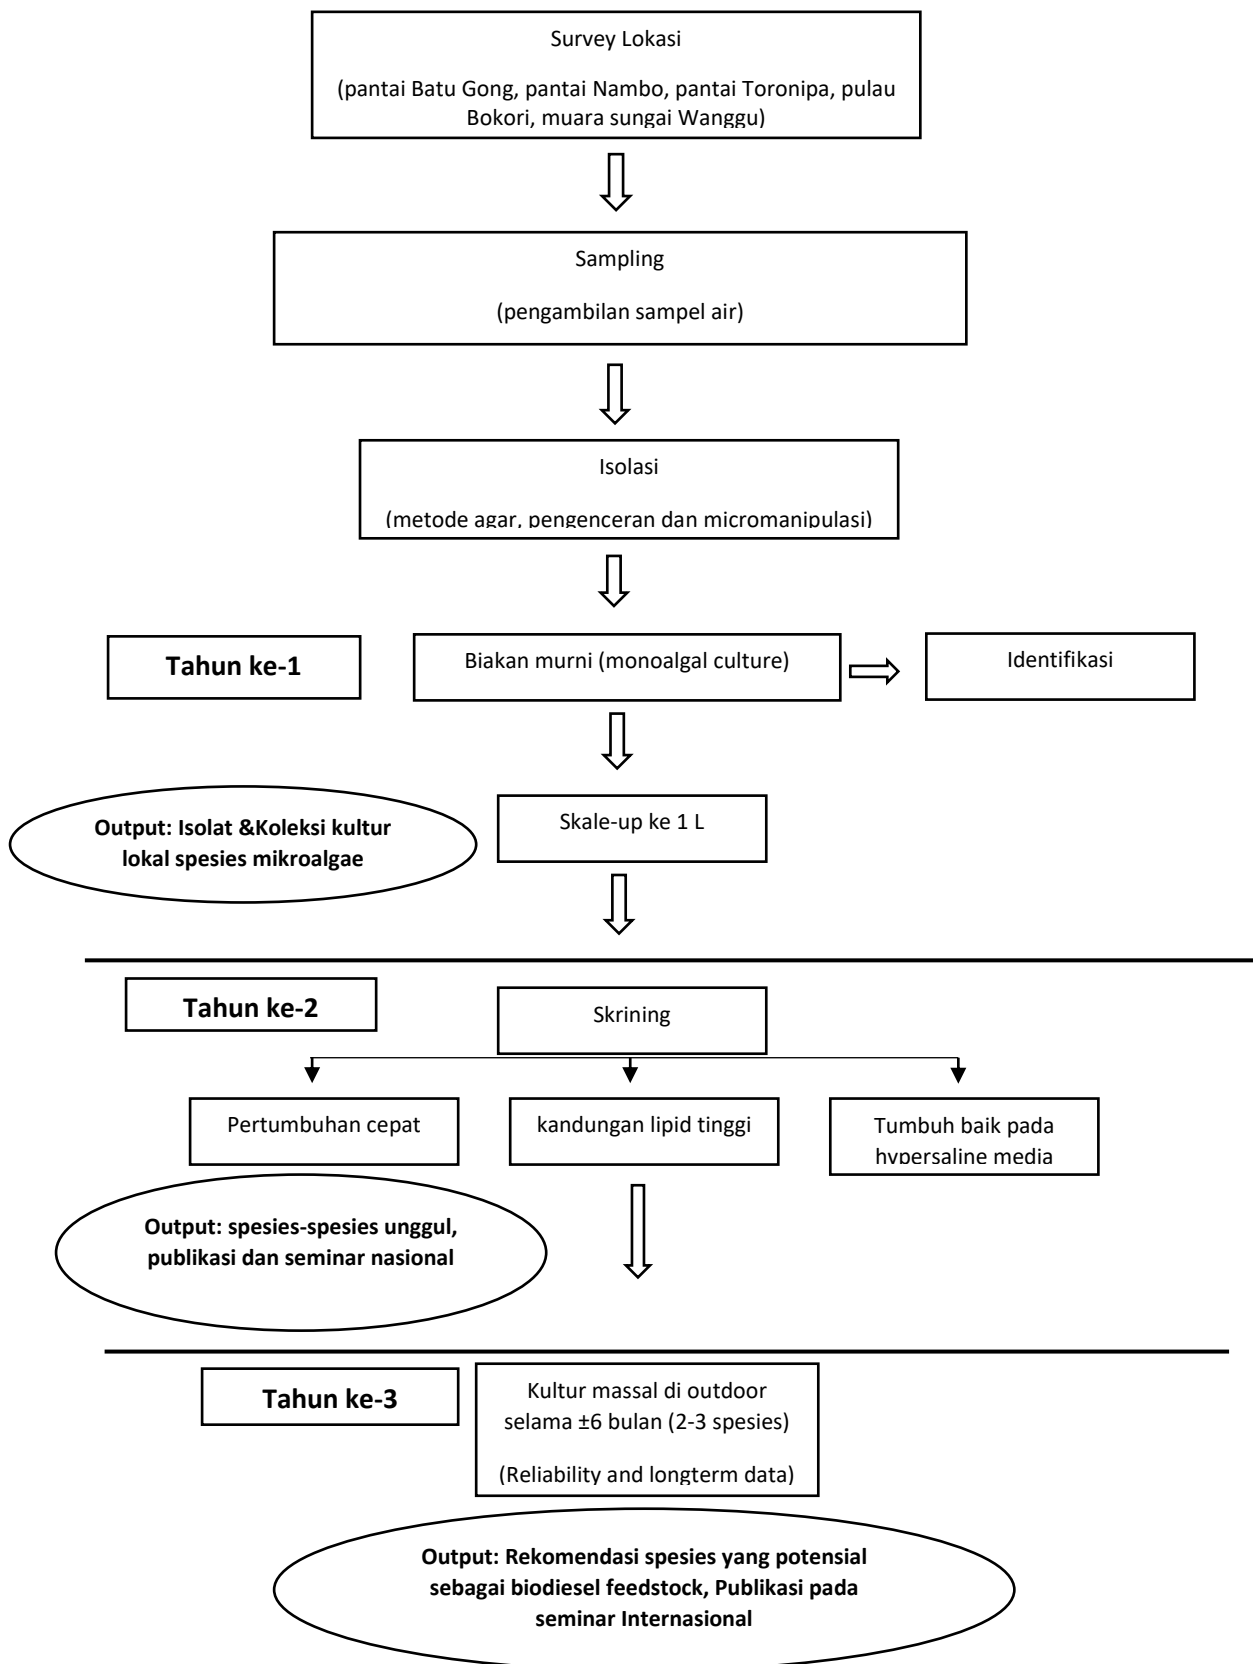 Survey Lokasi
(pantai Batu Gong, pantai Nambo, pantai Toronipa, pulau
Bokori, muara sungai Wanggu)
Sampling
(pengambilan sampel air)
Isolasi
(metode agar, pengenceran dan micromanipulasi)
Tahun ke-1
Biakan murni (monoalgal culture)
Identifikasi
Output: Isolat &Koleksi kultur
lokal spesies mikroalgae
Skale-up ke 1 L
Tahun ke-2
Skrining
Pertumbuhan cepat
kandungan lipid tinggi
Tumbuh baik pada
hypersaline media
Output: spesies-spesies unggul,
publikasi dan seminar nasional
Tahun ke-3
Kultur massal di outdoor
selama ±6 bulan (2-3 spesies)
(Reliability and longterm data)
Output: Rekomendasi spesies yang potensial
sebagai biodiesel feedstock, Publikasi pada
seminar Internasional